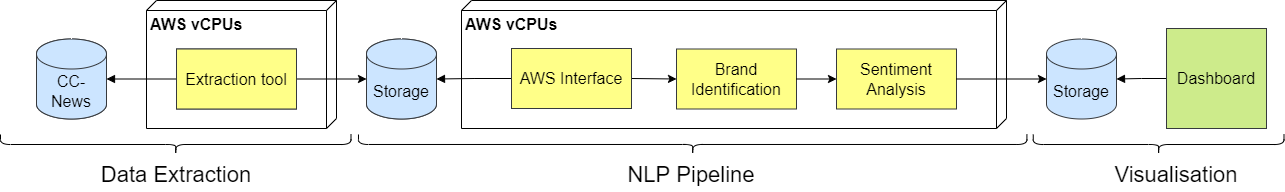 AWS vCPUs
AWS vCPUs
CC-
News
Extraction tool
Storage
AWS Interface
Brand
Identification
Sentiment
Analysis
Storage
Dashboard
Data Extraction
NLP Pipeline
Visualisation